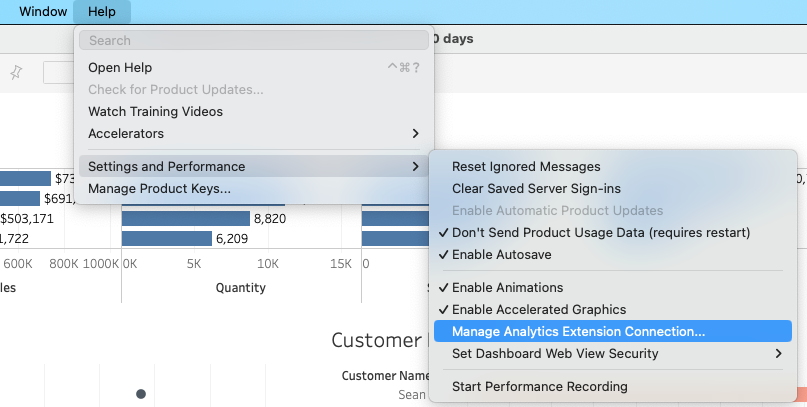 Window Help
0 days
Search
Open Help ^⌘?
Check for Product Updates...
Watch Training Videos
Accelerators
Settings and Performance
Manage Product Keys...
Reset Ignored Messages
Clear Saved Server Sign-ins
Enable Automatic Product Updates
✓ Don't Send Product Usage Data (requires restart)
✓ Enable Autosave
✓ Enable Animations
✓ Enable Accelerated Graphics
Manage Analytics Extension Connection...
Set Dashboard Web View Security
Start Performance Recording
$691,
$503,171 8,820
1,722 6,209
600K 800K 1000K 0K 5K 10K 15K 0
les Quantity
Customer
Customer Name
Sean